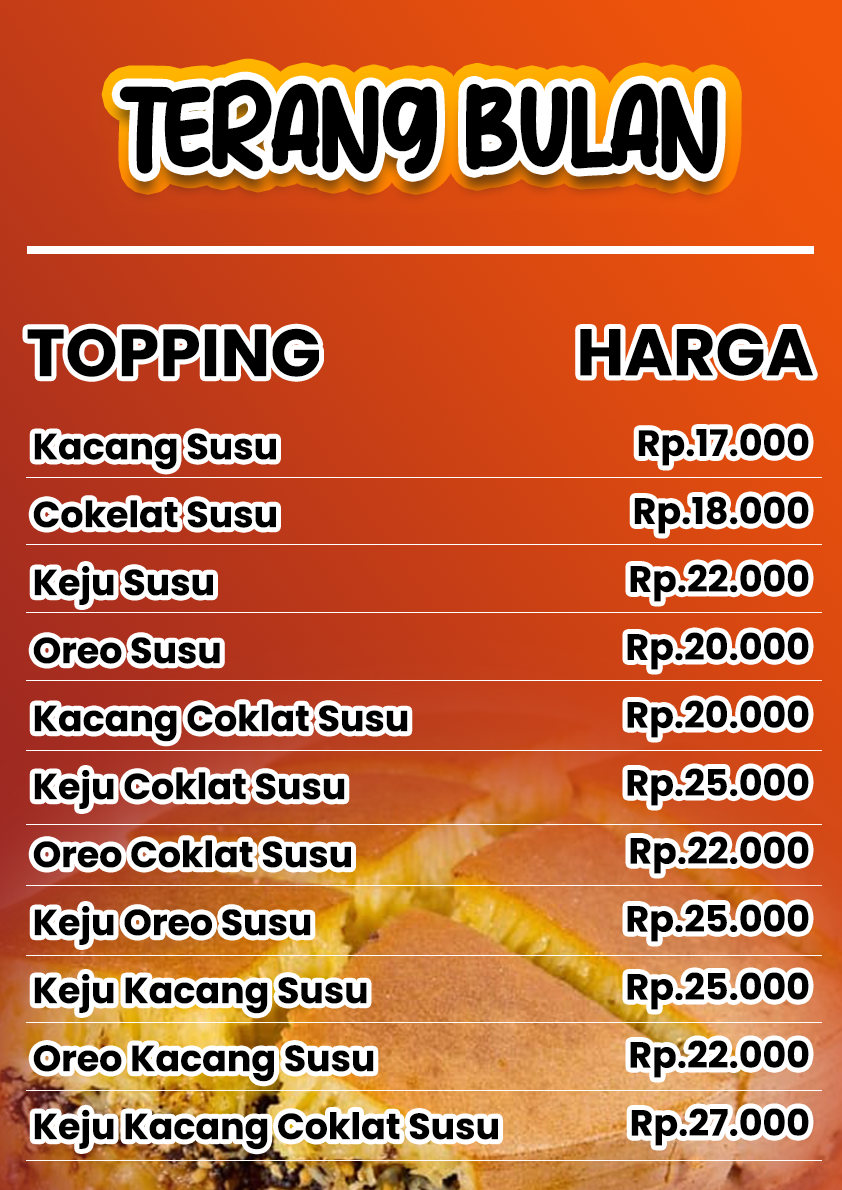 TERANG BULAN
TOPPING HARGA
Kacang Susu Rp.17.000
Cokelat Susu Rp.18.000
Keju Susu Rp.22.000
Oreo Susu Rp.20.000
Kacang Coklat Susu Rp.20.000
Keju Coklat Susu Rp.25.000
Oreo Coklat Susu Rp.22.000
Keju Oreo Susu Rp.25.000
Keju Kacang Susu Rp.25.000
Oreo Kacang Susu Rp.22.000
Keju Kacang Coklat Susu Rp.27.000